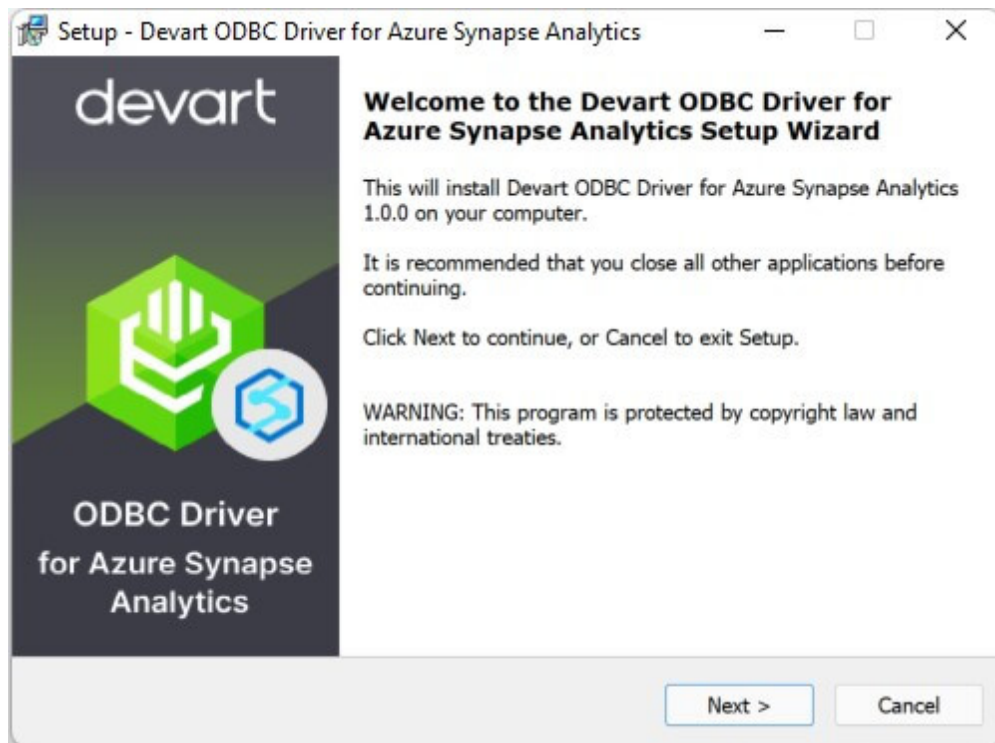 Setup - Devart ODBC Driver for Azure Synapse Analytics
devart
ODBC Driver
for Azure Synapse
Analytics
Welcome to the Devart ODBC Driver for
Azure Synapse Analytics Setup Wizard
This will install Devart ODBC Driver for Azure Synapse Analytics
1.0.0 on your computer.
It is recommended that you close all other applications before
continuing.
Click Next to continue, or Cancel to exit Setup.
WARNING: This program is protected by copyright law and
international treaties.
Next >
Cancel